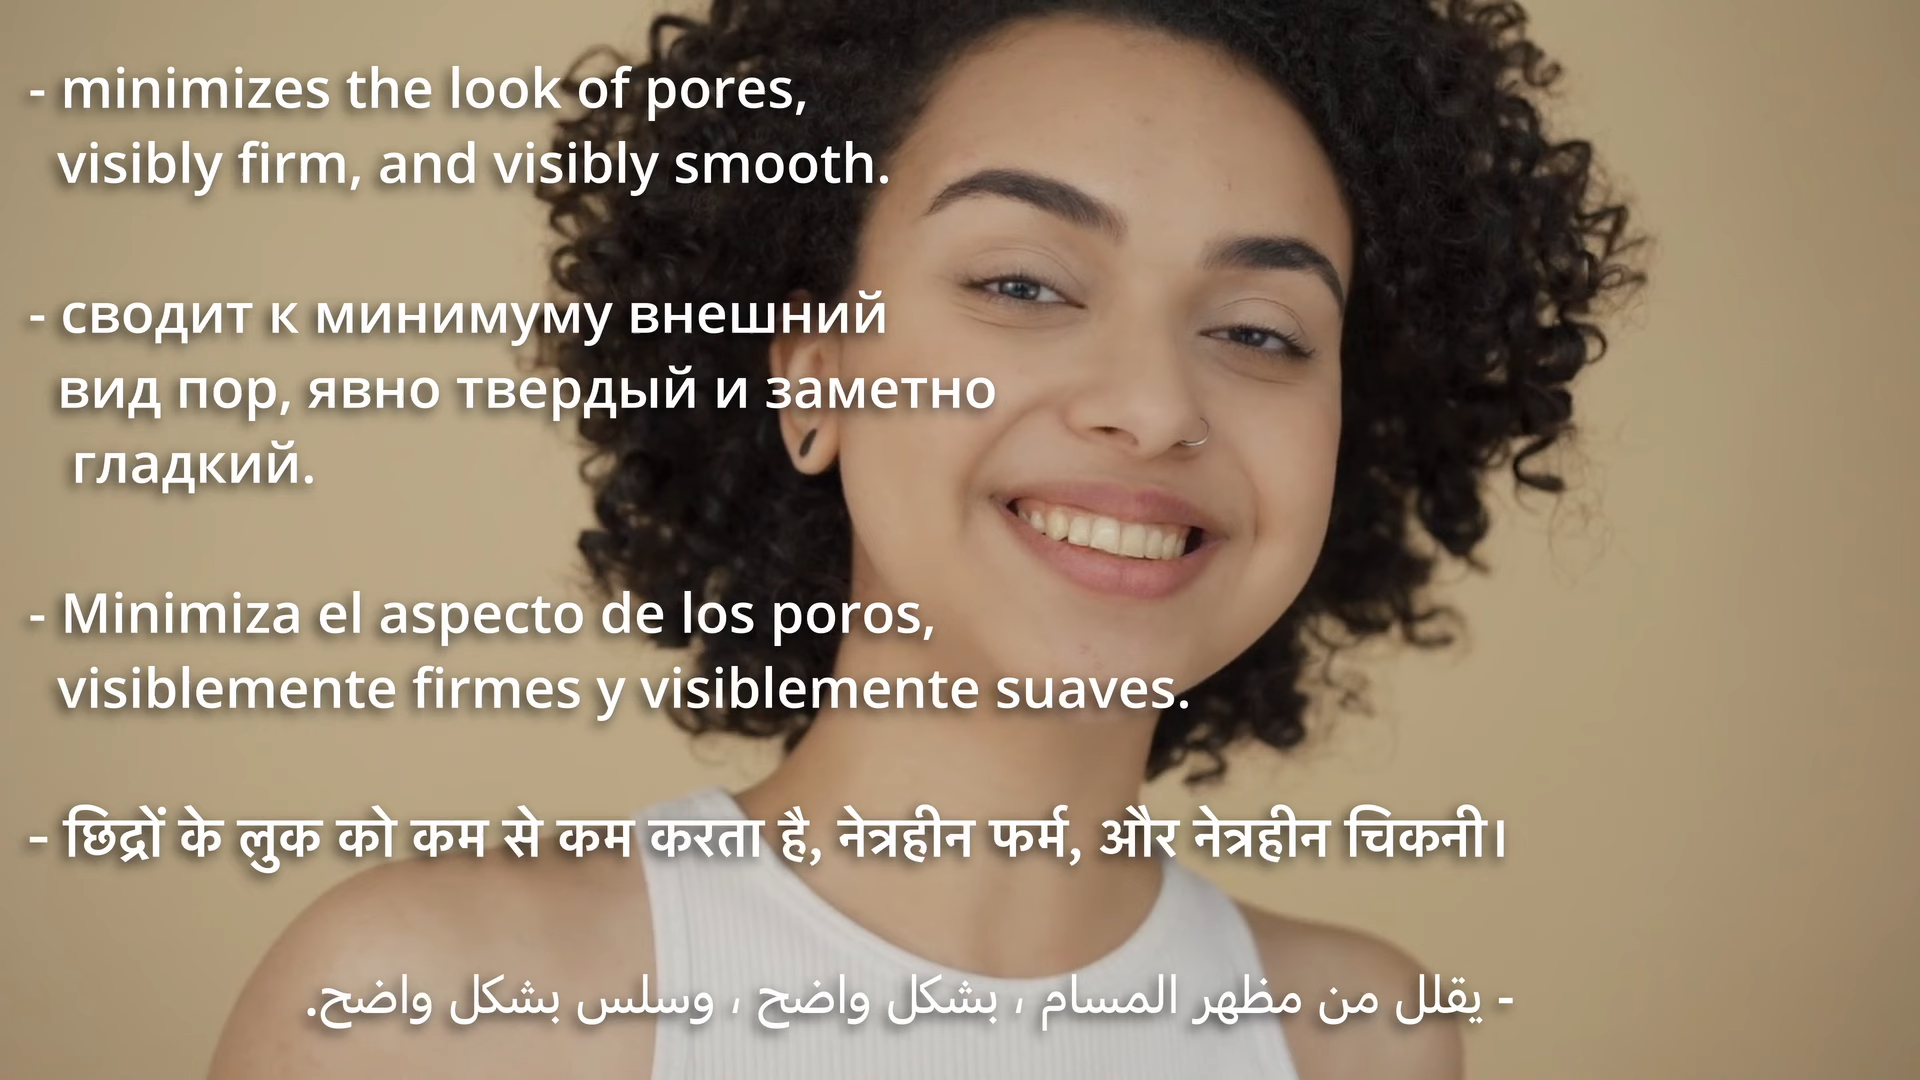 - minimizes the look of pores,
visibly firm, and visibly smooth.
- сводит к минимуму внешний
вид пор, явно твердый и заметно
гладкий.
- Minimiza el aspecto de los poros,
visiblemente firmes y visiblemente suaves.
- छिद्रों के लुक को कम से कम करता है, नेत्रहीन फर्म, और नेत्रहीन चिकनी।
- يقلل من مظهر المسام ، بشكل واضح ، وسلس بشكل واضح.